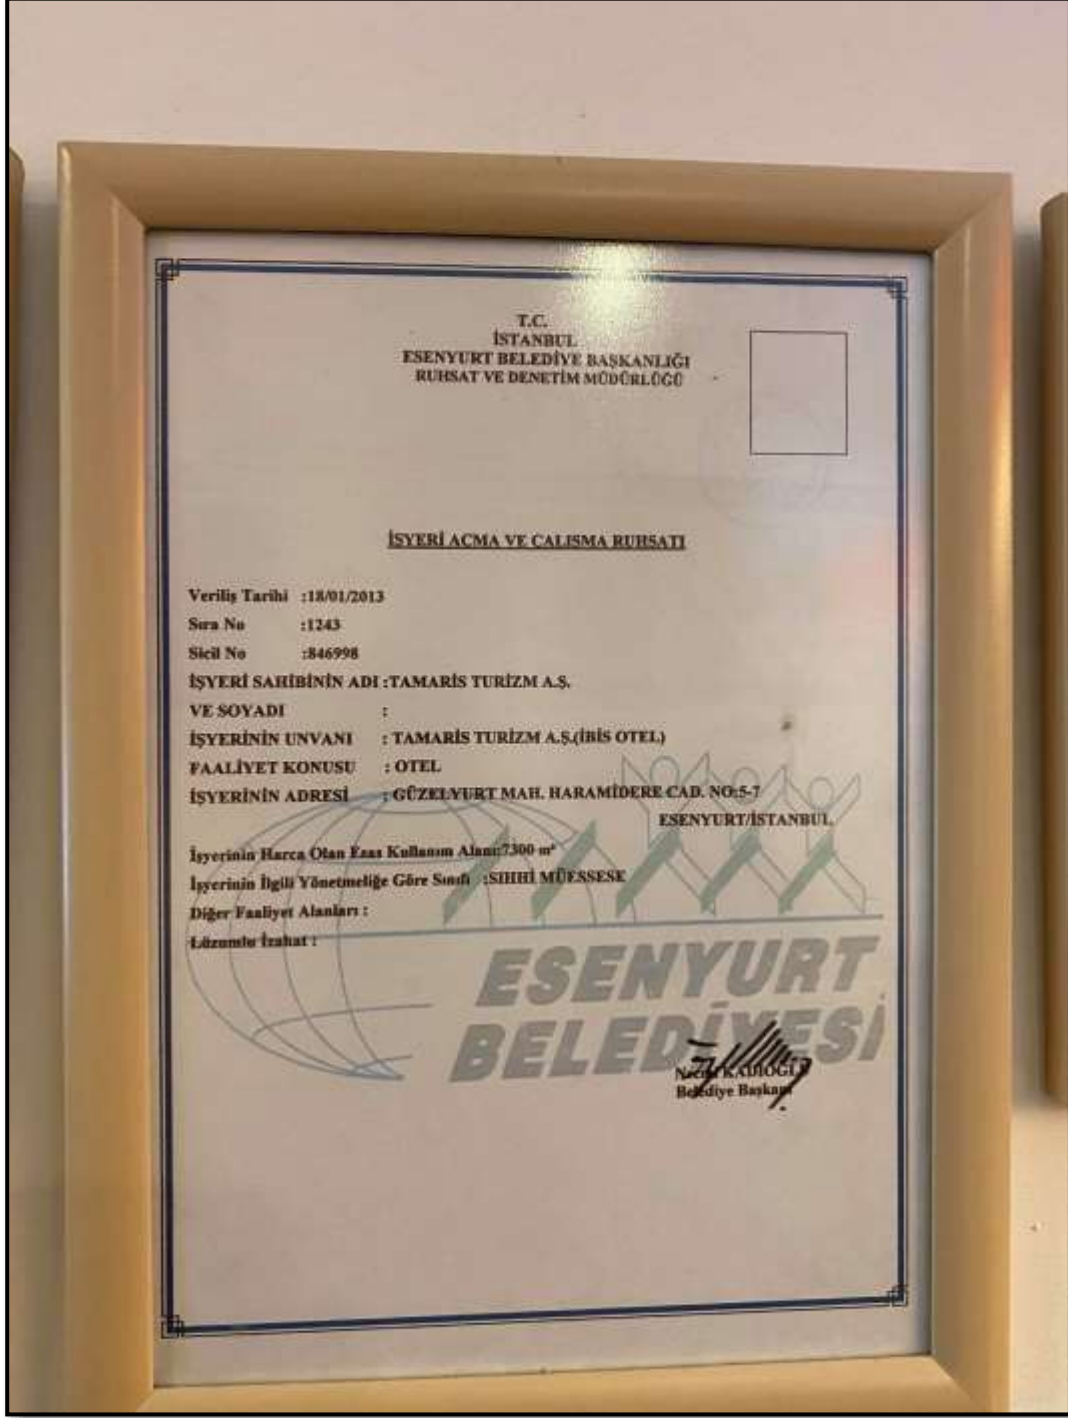 T.C.
İSTANBUL
ESENYURT BELEDİYE BAŞKANLIĞI
RUHSAT VE DENETİM MÜDÜRLÜĞÜ
İŞYERİ AÇMA VE ÇALIŞMA RUHSATI
Veriliş Tarihi :18/01/2013
Sıra No :1243
Sicil No :846998
İŞYERİ SAHİBİNİN ADI :TAMARİS TURİZM A.Ş.
VE SOYADI :
İŞYERİNİN UNVANI : TAMARİS TURİZM A.Ş.(İBİS OTEL)
FAALİYET KONUSU : OTEL
İŞYERİNİN ADRESİ : GÜZELYURT MAH. HARAMİDERE CAD. NO:5-7
ESENYURT/İSTANBUL
İşyerinin Harca Olan Esas Kullanım Alanı:7300 m²
İşyerinin İlgili Yönetmeliğe Göre Sınıfı :SIHHİ MÜESSESE
Diğer Faaliyet Alanları :
Lüzumlu İzahat :
ESENYURT
BELEDİYESİ
KADIOĞLU
Belediye Başkanı